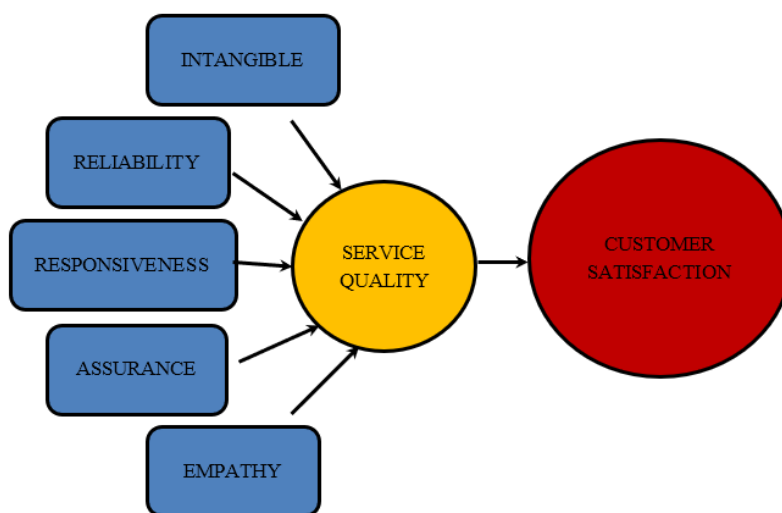 INTANGIBLE
RELIABILITY
RESPONSIVENESS
ASSURANCE
EMPATHY
SERVICE
QUALITY
CUSTOMER
SATISFACTION